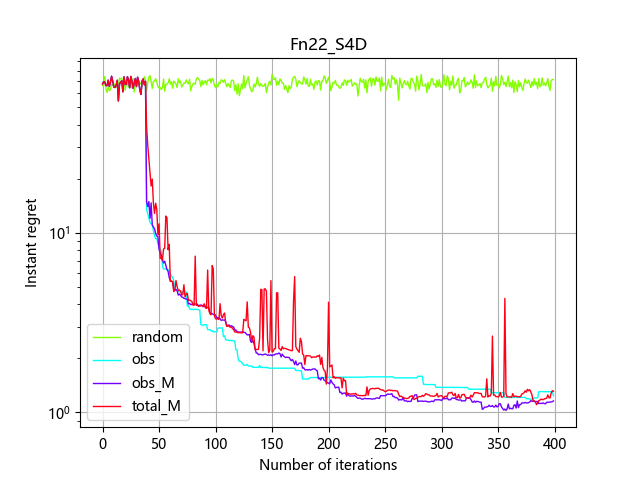 Fn22_S4D
Instant regret
10¹
10⁰
random
obs
obs_M
total_M
0 50 100 150 200 250 300 350 400
Number of iterations